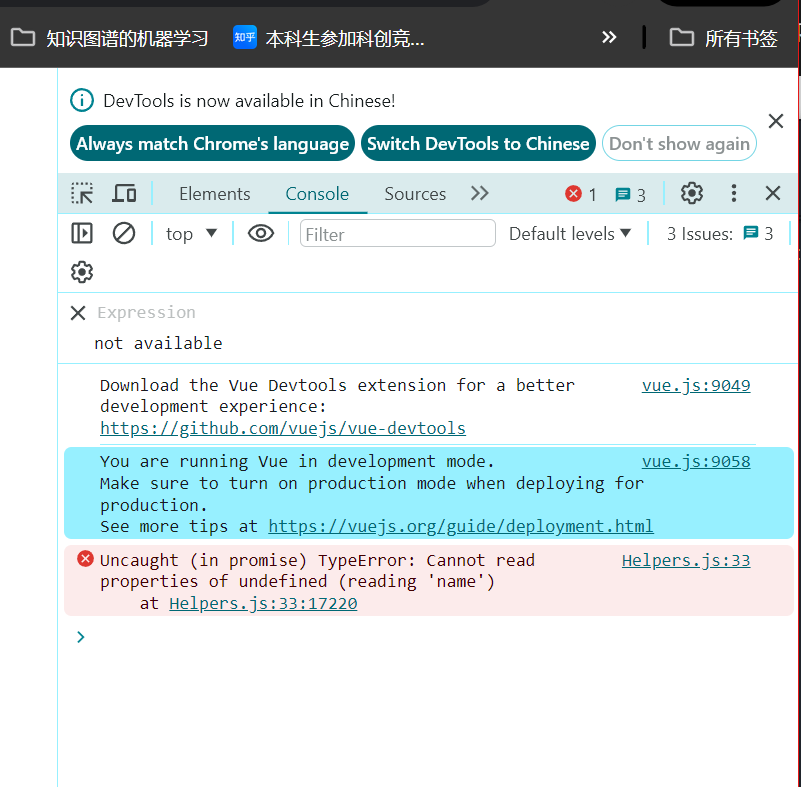 知识图谱的机器学习 知乎 本科生参加科创竞... 所有书签
DevTools is now available in Chinese!
Always match Chrome's language Switch DevTools to Chinese Don't show again
Elements Console Sources 1 3
top Filter Default levels 3 Issues: 3
Expression
not available
Download the Vue Devtools extension for a better vue.js:9049
development experience:
https://github.com/vuejs/vue-devtools
You are running Vue in development mode. vue.js:9058
Make sure to turn on production mode when deploying for
production.
See more tips at https://vuejs.org/guide/deployment.html
Uncaught (in promise) TypeError: Cannot read Helpers.js:33
properties of undefined (reading 'name')
at Helpers.js:33:17220